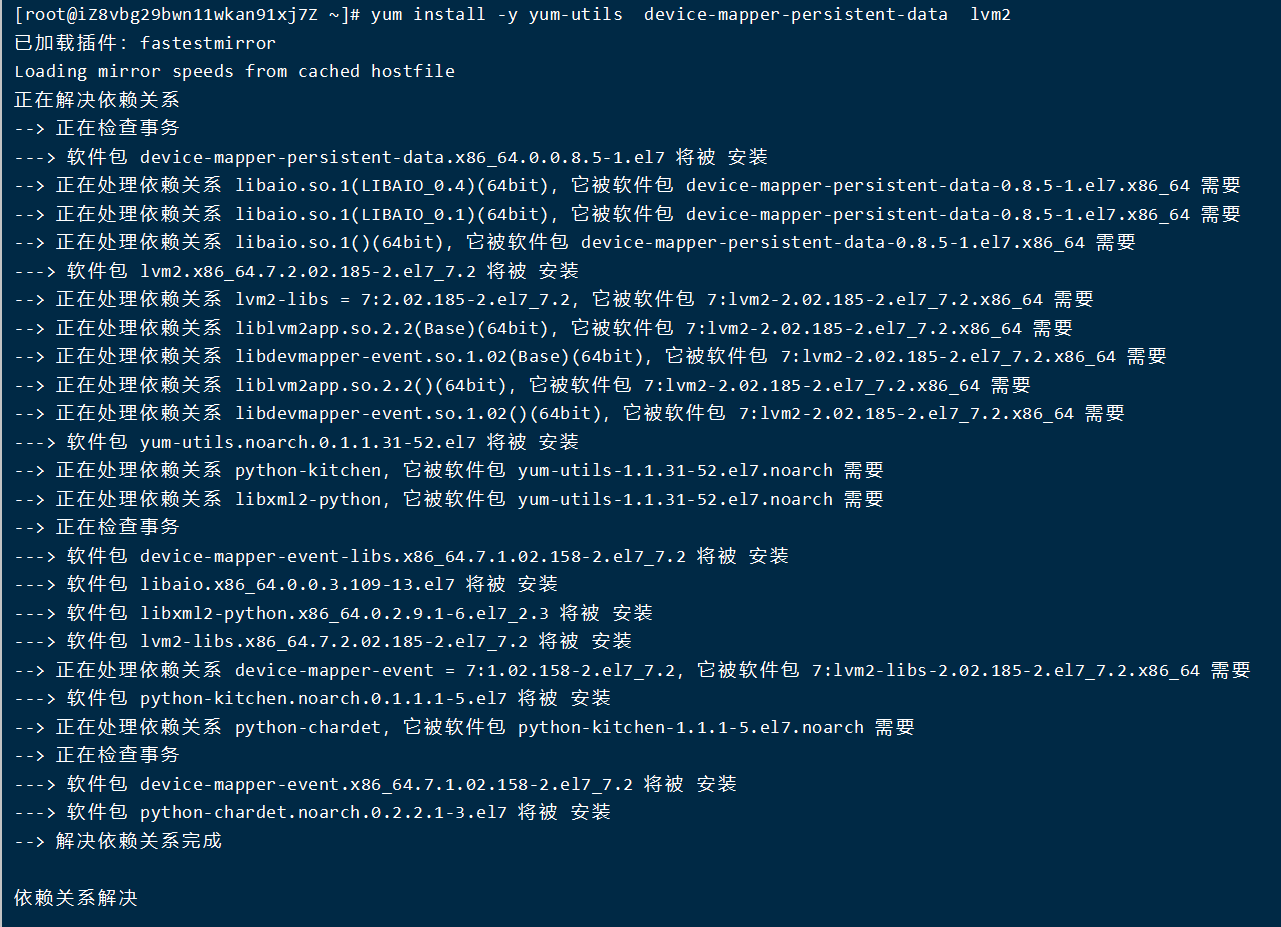 [root@iZ8vbg29bwn11wkan91xj7Z ~]# yum install -y yum-utils  device-mapper-persistent-data  lvm2
已加载插件：fastestmirror
Loading mirror speeds from cached hostfile
正在解决依赖关系
--> 正在检查事务
---> 软件包 device-mapper-persistent-data.x86_64.0.0.8.5-1.el7 将被 安装
--> 正在处理依赖关系 libaio.so.1(LIBAIO_0.4)(64bit)，它被软件包 device-mapper-persistent-data-0.8.5-1.el7.x86_64 需要
--> 正在处理依赖关系 libaio.so.1(LIBAIO_0.1)(64bit)，它被软件包 device-mapper-persistent-data-0.8.5-1.el7.x86_64 需要
--> 正在处理依赖关系 libaio.so.1()(64bit)，它被软件包 device-mapper-persistent-data-0.8.5-1.el7.x86_64 需要
---> 软件包 lvm2.x86_64.7.2.02.185-2.el7_7.2 将被 安装
--> 正在处理依赖关系 lvm2-libs = 7:2.02.185-2.el7_7.2，它被软件包 7:lvm2-2.02.185-2.el7_7.2.x86_64 需要
--> 正在处理依赖关系 liblvm2app.so.2.2(Base)(64bit)，它被软件包 7:lvm2-2.02.185-2.el7_7.2.x86_64 需要
--> 正在处理依赖关系 libdevmapper-event.so.1.02(Base)(64bit)，它被软件包 7:lvm2-2.02.185-2.el7_7.2.x86_64 需要
--> 正在处理依赖关系 liblvm2app.so.2.2()(64bit)，它被软件包 7:lvm2-2.02.185-2.el7_7.2.x86_64 需要
--> 正在处理依赖关系 libdevmapper-event.so.1.02()(64bit)，它被软件包 7:lvm2-2.02.185-2.el7_7.2.x86_64 需要
---> 软件包 yum-utils.noarch.0.1.1.31-52.el7 将被 安装
--> 正在处理依赖关系 python-kitchen，它被软件包 yum-utils-1.1.31-52.el7.noarch 需要
--> 正在处理依赖关系 libxml2-python，它被软件包 yum-utils-1.1.31-52.el7.noarch 需要
--> 正在检查事务
---> 软件包 device-mapper-event-libs.x86_64.7.1.02.158-2.el7_7.2 将被 安装
---> 软件包 libaio.x86_64.0.0.3.109-13.el7 将被 安装
---> 软件包 libxml2-python.x86_64.0.2.9.1-6.el7_2.3 将被 安装
---> 软件包 lvm2-libs.x86_64.7.2.02.185-2.el7_7.2 将被 安装
--> 正在处理依赖关系 device-mapper-event = 7:1.02.158-2.el7_7.2，它被软件包 7:lvm2-libs-2.02.185-2.el7_7.2.x86_64 需要
---> 软件包 python-kitchen.noarch.0.1.1.1-5.el7 将被 安装
--> 正在处理依赖关系 python-chardet，它被软件包 python-kitchen-1.1.1-5.el7.noarch 需要
--> 正在检查事务
---> 软件包 device-mapper-event.x86_64.7.1.02.158-2.el7_7.2 将被 安装
---> 软件包 python-chardet.noarch.0.2.2.1-3.el7 将被 安装
--> 解决依赖关系完成
依赖关系解决